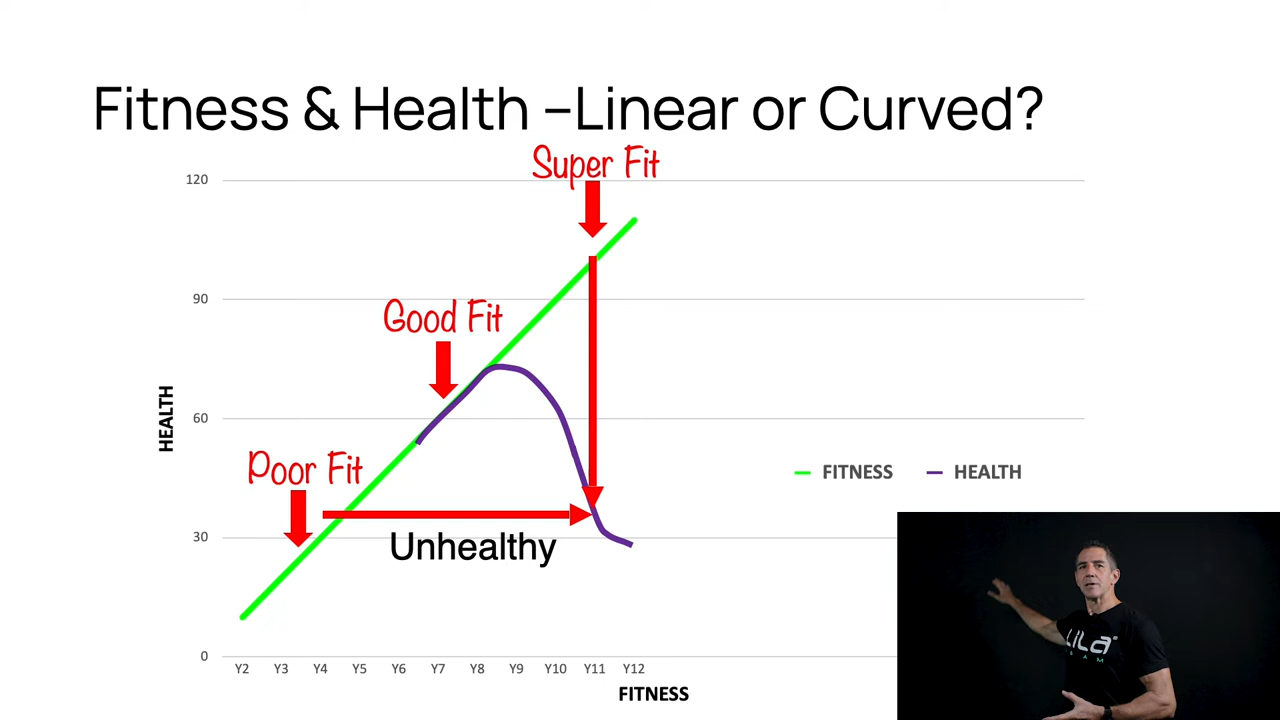 Fitness & Health –Linear or Curved?
Super Fit
120
90
Good Fit
HEALTH
60
Poor Fit
FITNESS HEALTH
30
Unhealthy
0
Y2 Y3 Y4 Y5 Y6 Y7 Y8 Y9 Y10 Y11 Y12
FITNESS
LiLa